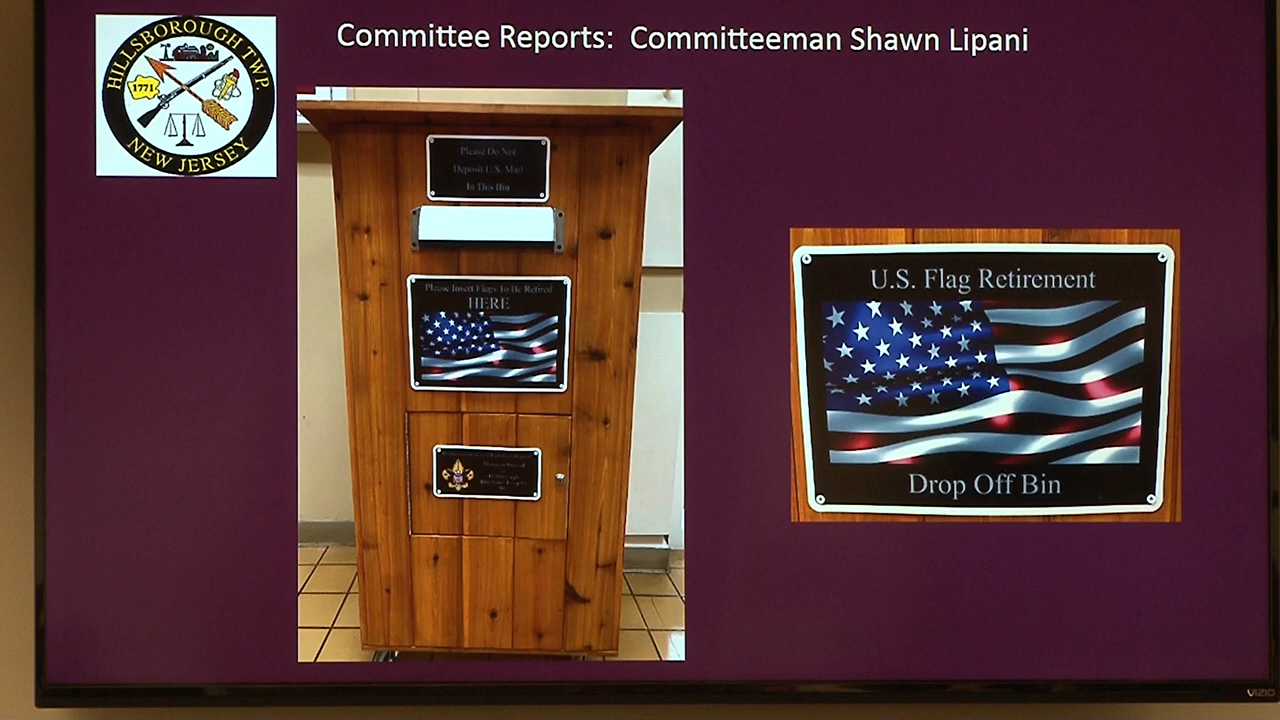 Committee Reports: Committeeman Shawn Lipani
HILLSBOROUGH TWP.
1771
NEW JERSEY
Please Do Not
Deposit U.S. Mail
In This Bin
Please Insert Flags To Be Retired
HERE
U.S. Flag Retirement
Drop Off Bin
VIZIO